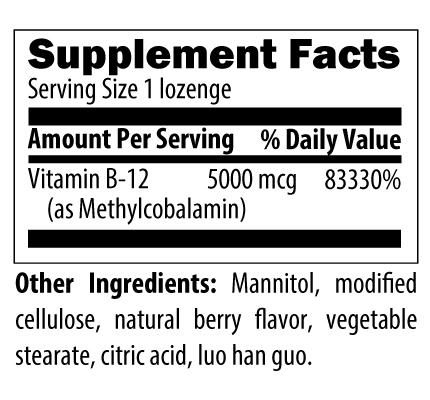 Supplement Facts
Serving Size 1 lozenge
Amount Per Serving % Daily Value
Vitamin B-12 5000 mcg 83330%
(as Methylcobalamin)
Other Ingredients: Mannitol, modified
cellulose, natural berry flavor, vegetable
stearate, citric acid, luo han guo.